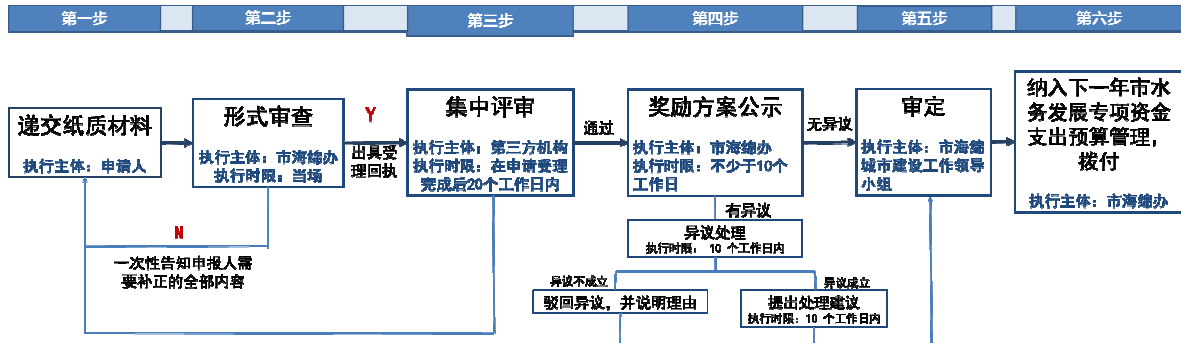 第一步
第二步
第三步
第四步
第五步
第六步
递交纸质材料
执行主体：申请人
形式审查
执行主体：市海绵办
执行时限：当场
Y
出具受
理回执
N
一次性告知申报人需
要补正的全部内容
集中评审
执行主体：第三方机构
执行时限：在申请受理
完成后20个工作日内
通过
奖励方案公示
执行主体：市海绵办
执行时限：不少于10个
工作日
有异议
异议处理
执行时限： 10 个工作日内
异议不成立
驳回异议，并说明理由
异议成立
提出处理建议
执行时限：10 个工作日内
无异议
审定
执行主体：市海绵
城市建设工作领导
小组
纳入下一年市水
务发展专项资金
支出预算管理，
拨付
执行主体：市海绵办